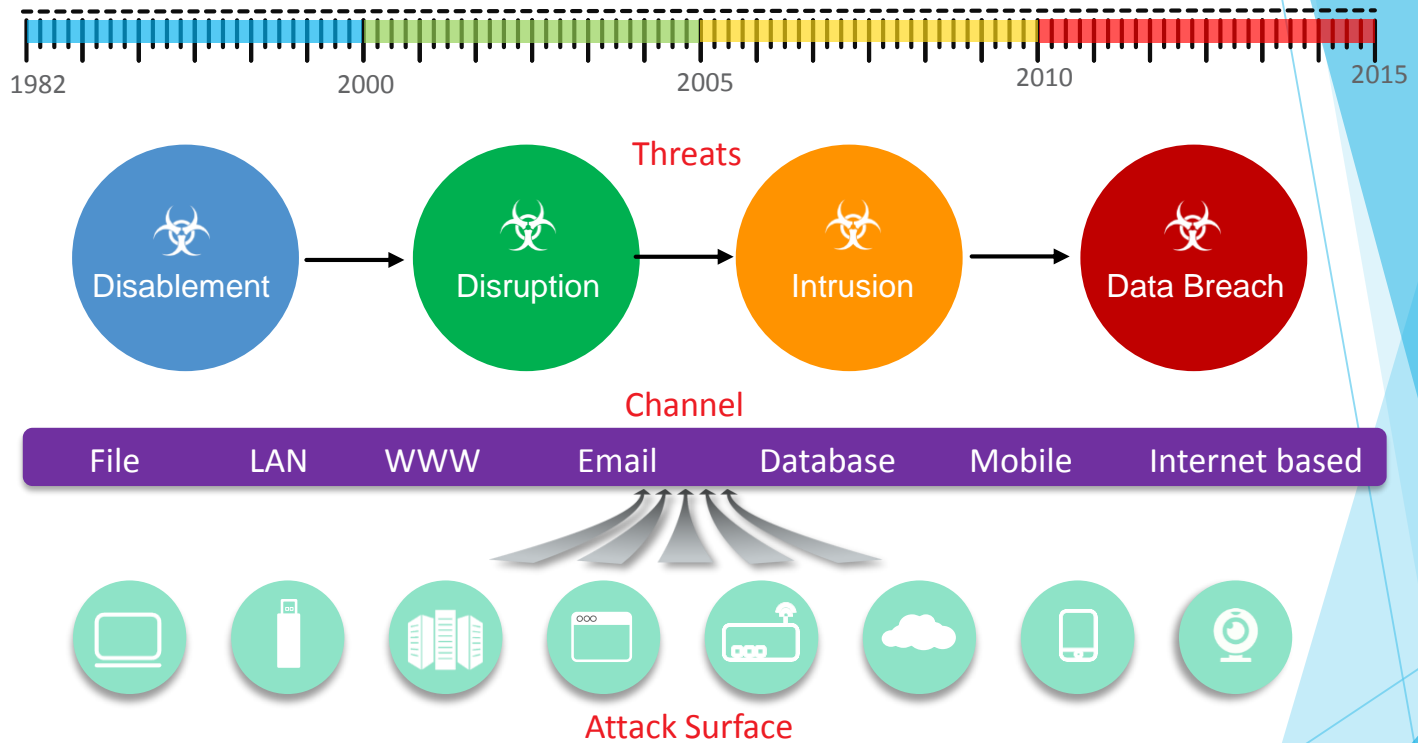 1982 2000 2005 2010 2015
Threats
Disablement Disruption Intrusion Data Breach
Channel
File LAN WWW Email Database Mobile Internet based
Attack Surface